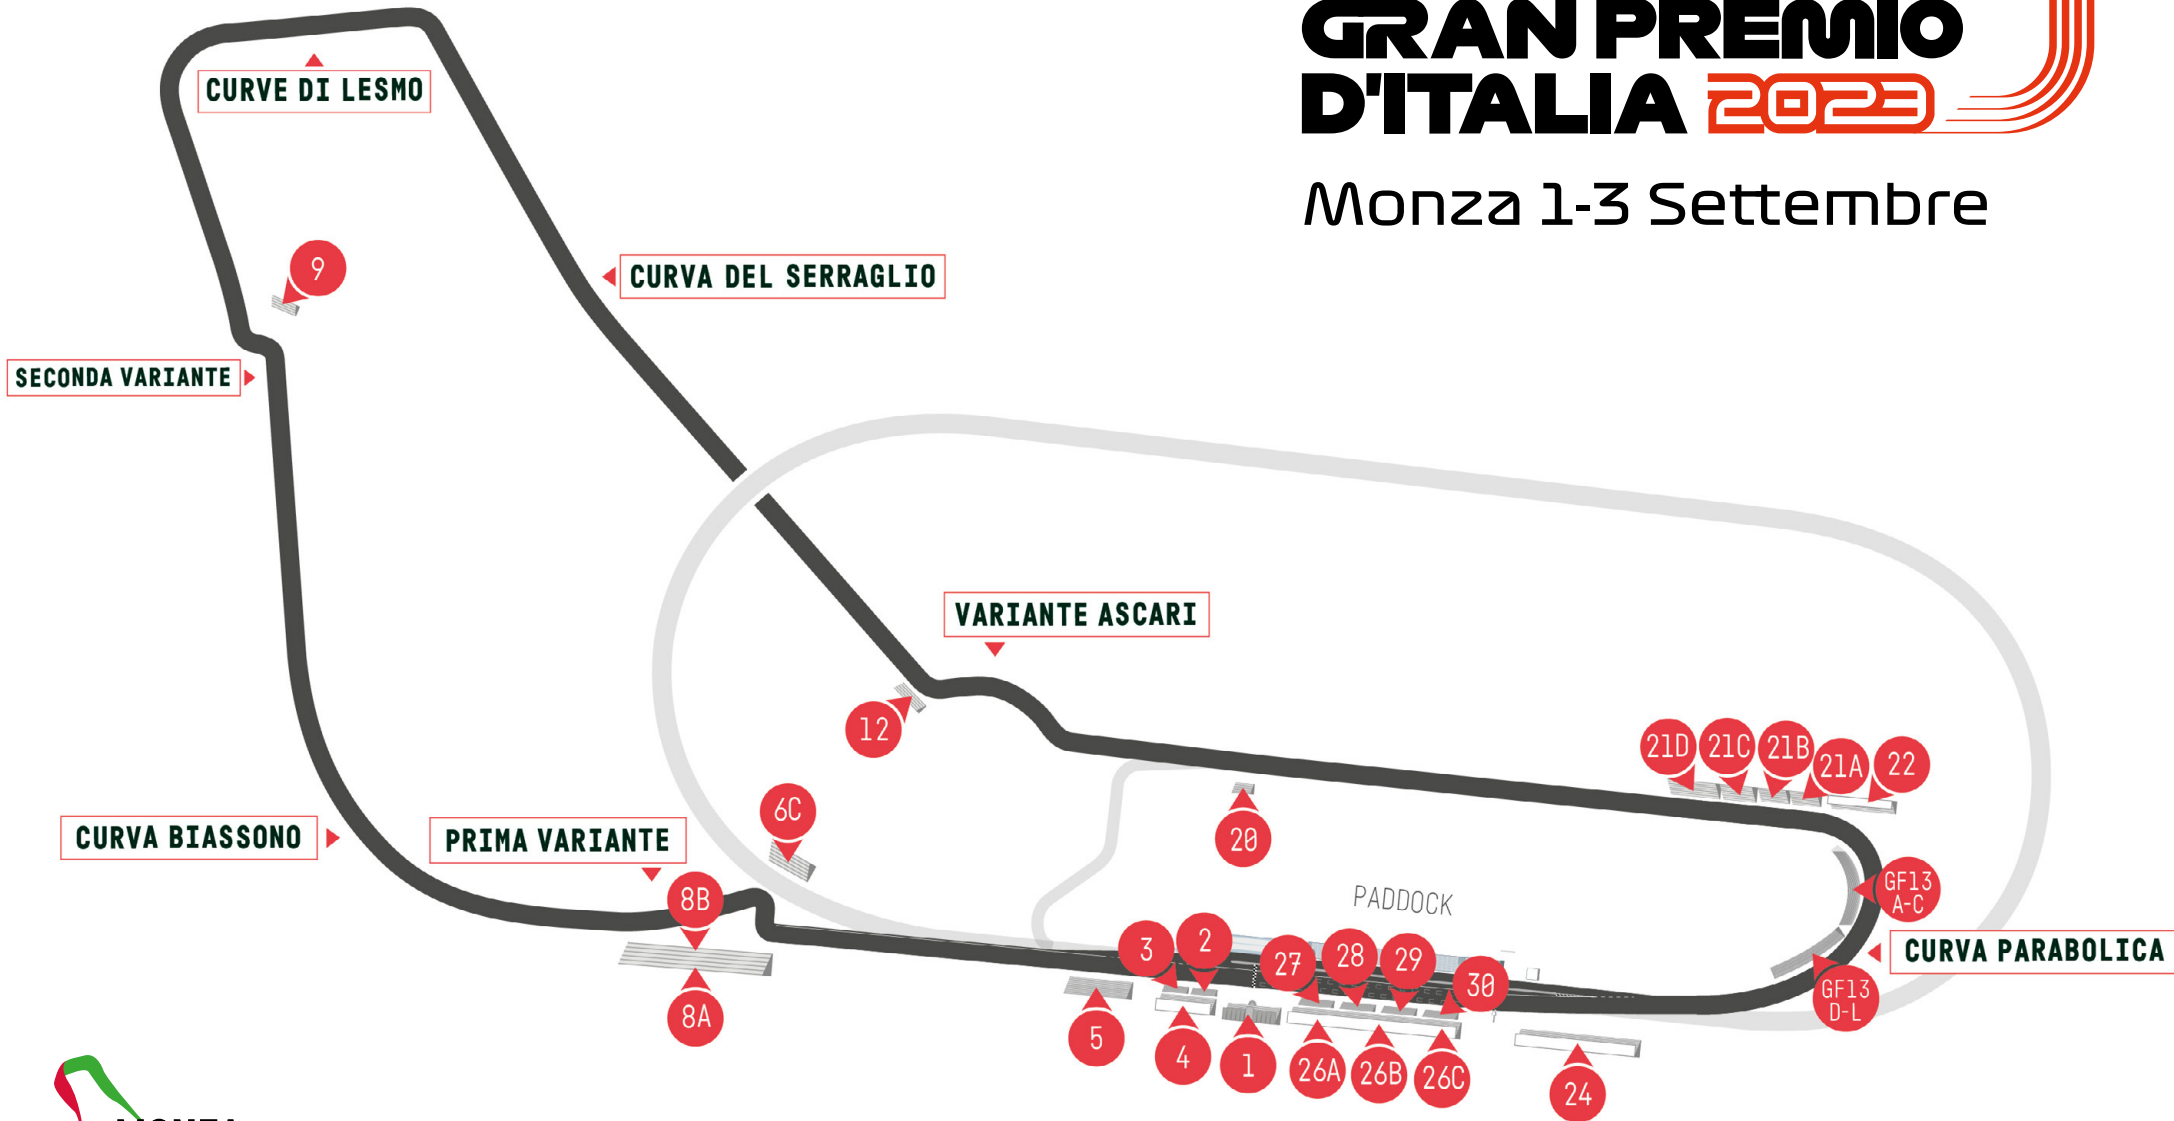 GRAN PREMIO
D'ITALIA 2023
Monza 1-3 Settembre
CURVE DI LESMO
9
CURVA DEL SERRAGLIO
SECONDA VARIANTE
VARIANTE ASCARI
12
21D
21C
21B
21A
22
6C
20
CURVA BIASSONO
PRIMA VARIANTE
8B
PADDOCK
GF13
A-C
3
2
27
28
29
30
CURVA PARABOLICA
GF13
D-L
8A
5
4
1
26A
26B
26C
24
MONZA